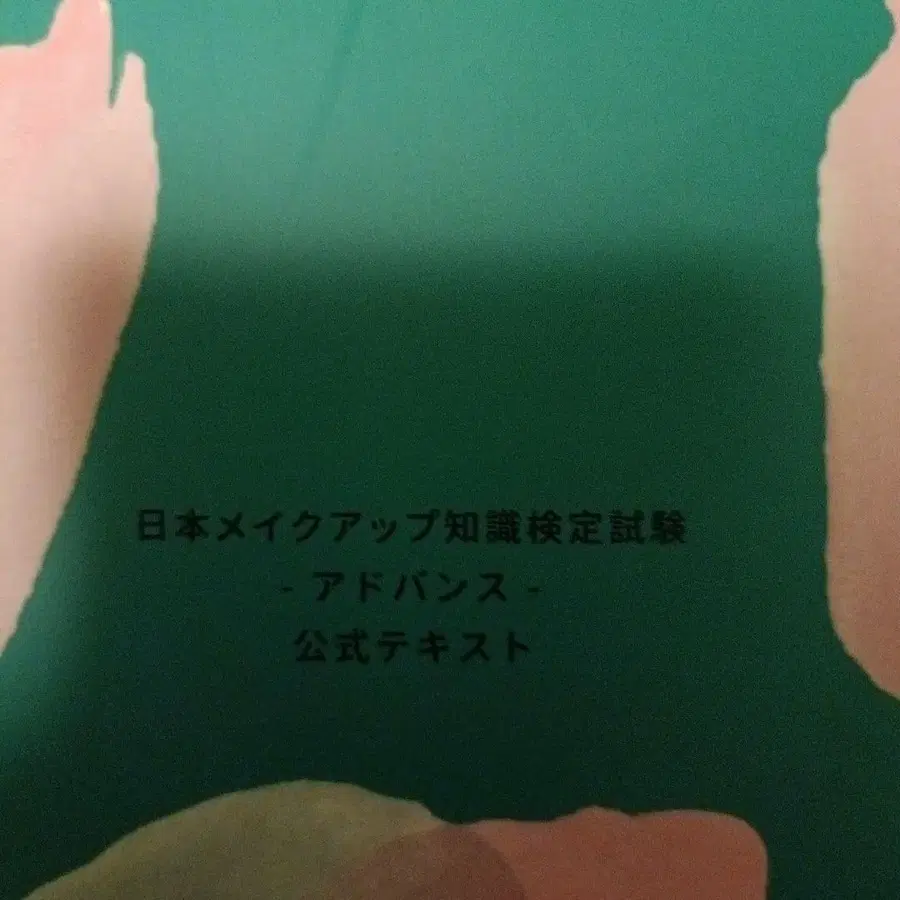 日本メイクアップ知識検定試験
- アドバンス -
公式テキスト